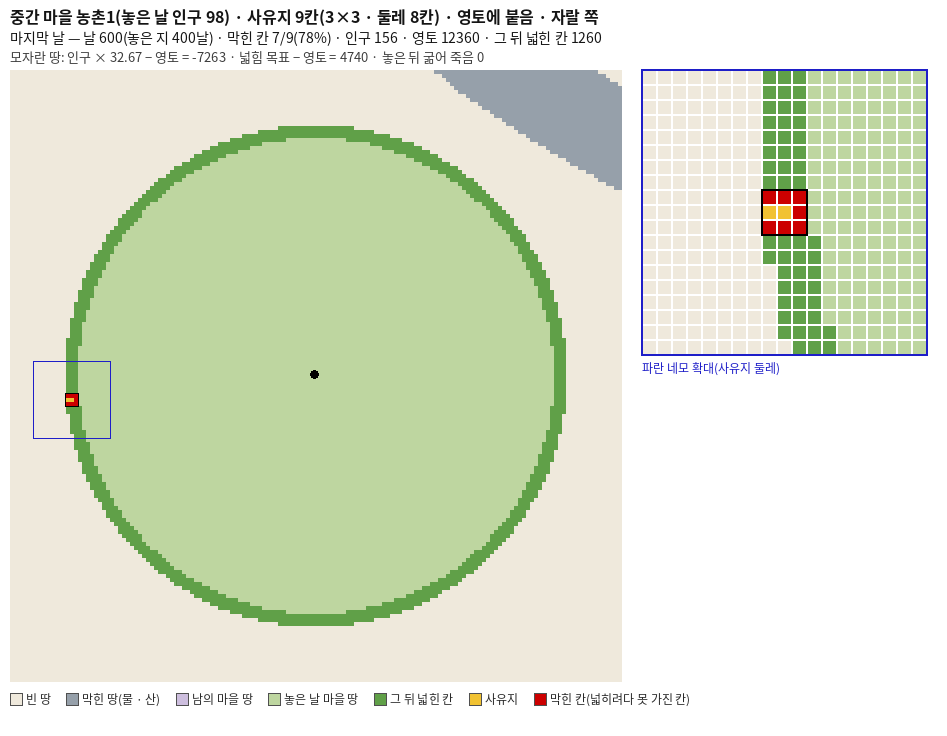 중간 마을 농촌1(놓은 날 인구 98) · 사유지 9칸(3×3 · 둘레 8칸) · 영토에 붙음 · 자랄 쪽
마지막 날 — 날 600(놓은 지 400날) · 막힌 칸 7/9(78%) · 인구 156 · 영토 12360 · 그 뒤 넓힌 칸 1260
모자란 땅: 인구 × 32.67 − 영토 = -7263 · 넓힘 목표 − 영토 = 4740 · 놓은 뒤 굶어 죽음 0
파란 네모 확대(사유지 둘레)
빈 땅
막힌 땅(물 · 산)
남의 마을 땅
놓은 날 마을 땅
그 뒤 넓힌 칸
사유지
막힌 칸(넓히려다 못 가진 칸)